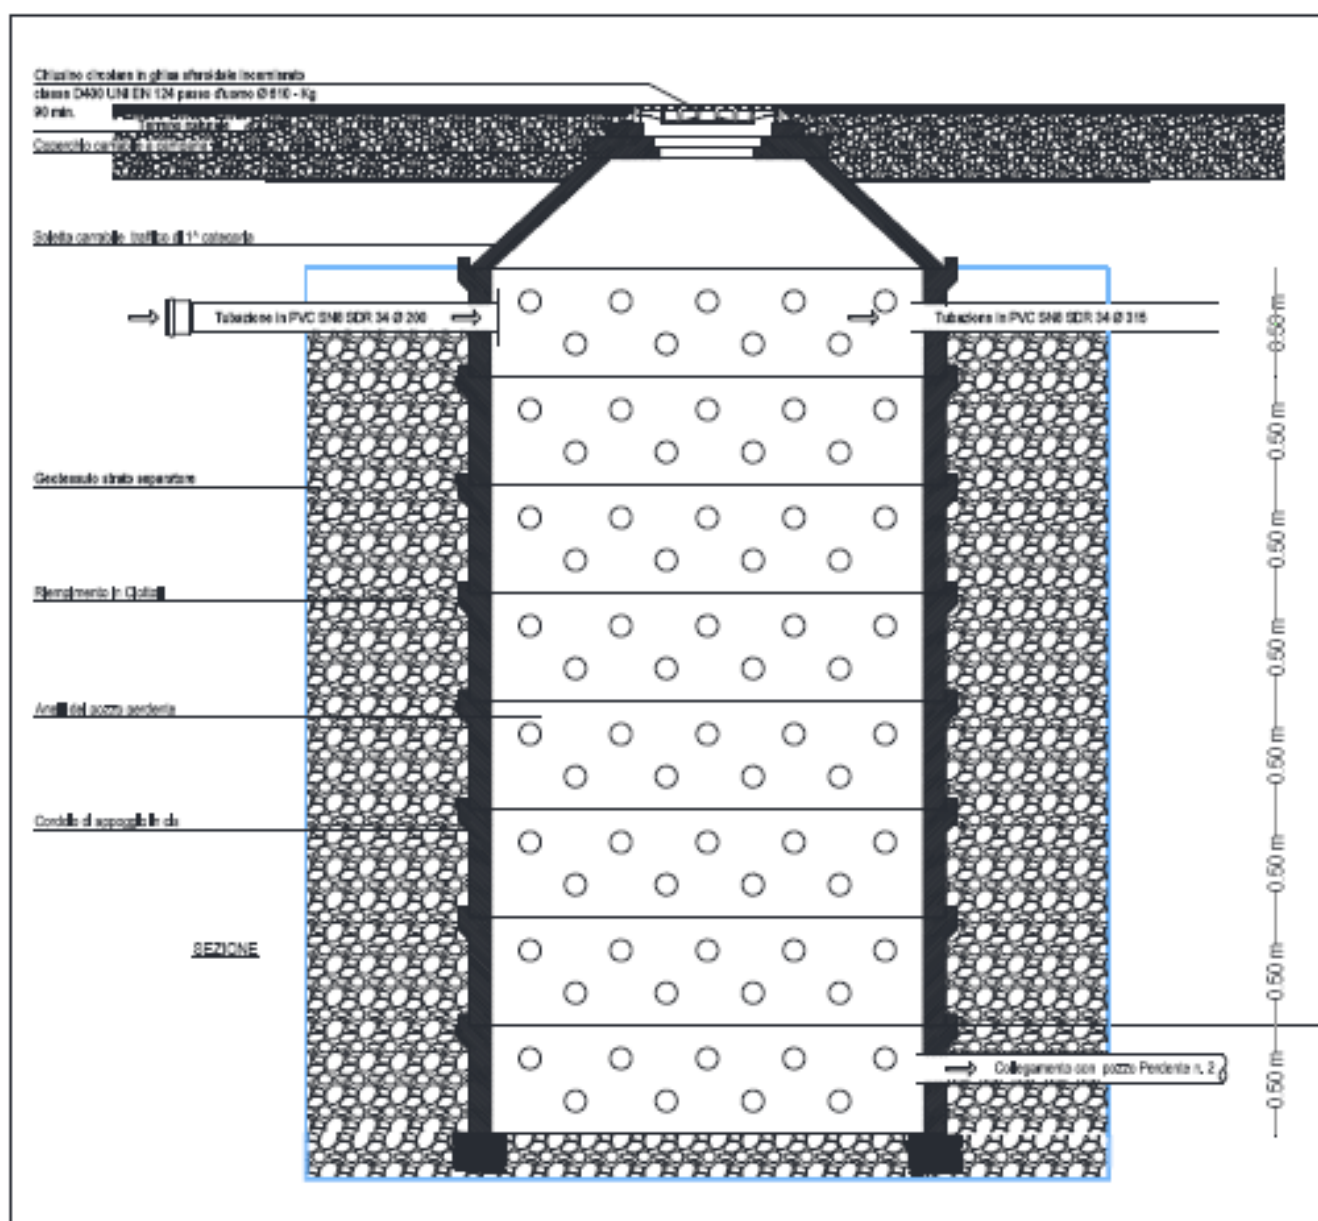 Chiusino circolare in ghisa sferoidale incernierato
classe D400 UNI EN 124 passo d'uomo Ø 610 - Kg
90 min.
Coperchio
Soletta carrabile traffico di 1^ categoria
Tubazione in PVC SN8 SDR 34 Ø 200
Tubazione in PVC SN8 SDR 34 Ø 315
0.50 m
0.50 m
Geotessuto strato separatore
0.50 m
Riempimento in Ciottoli
0.50 m
Anelli del pozzo perdente
0.50 m
Cordolo di appoggio in cls
0.50 m
SEZIONE
0.50 m
Collegamento con pozzo Perdente n. 2
0.50 m